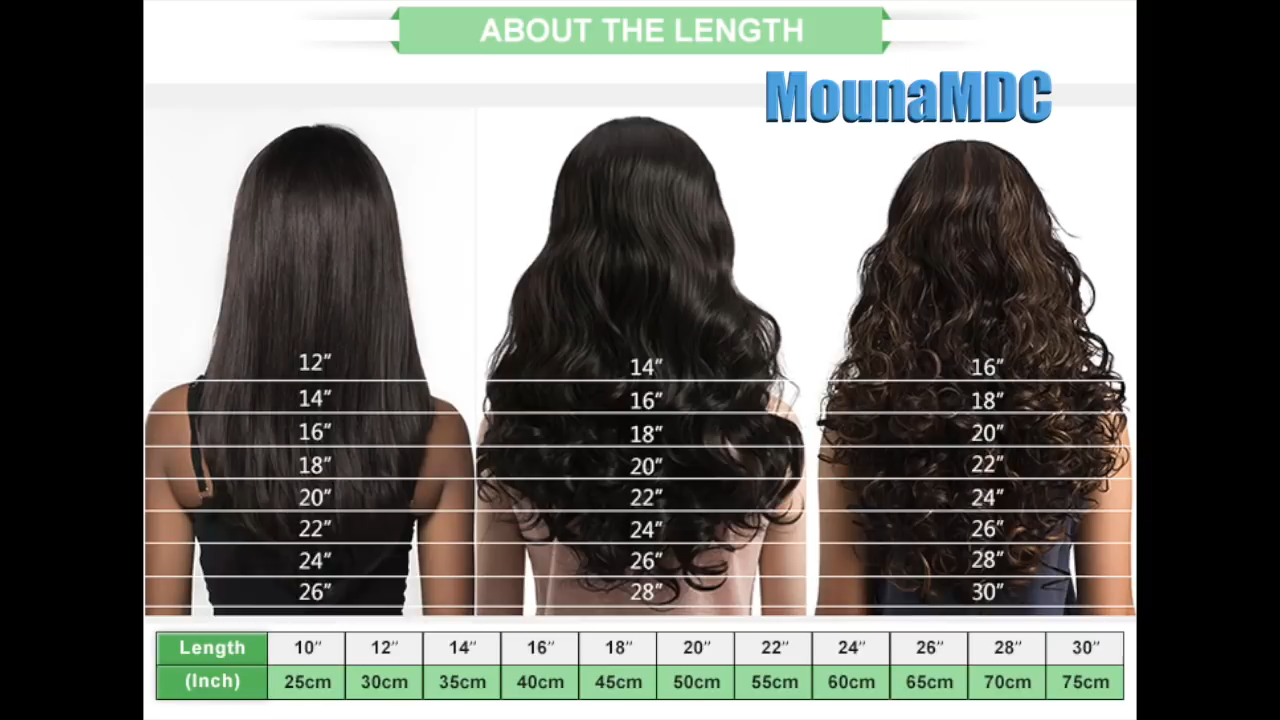 ABOUT THE LENGTH
MounaMDC
12” 14” 16”
14” 16” 18”
16” 18” 20”
18” 20” 22”
20” 22” 24”
22” 24” 26”
24” 26” 28”
26” 28” 30”
Length 10” 12” 14” 16” 18” 20” 22” 24” 26” 28” 30”
(Inch) 25cm 30cm 35cm 40cm 45cm 50cm 55cm 60cm 65cm 70cm 75cm